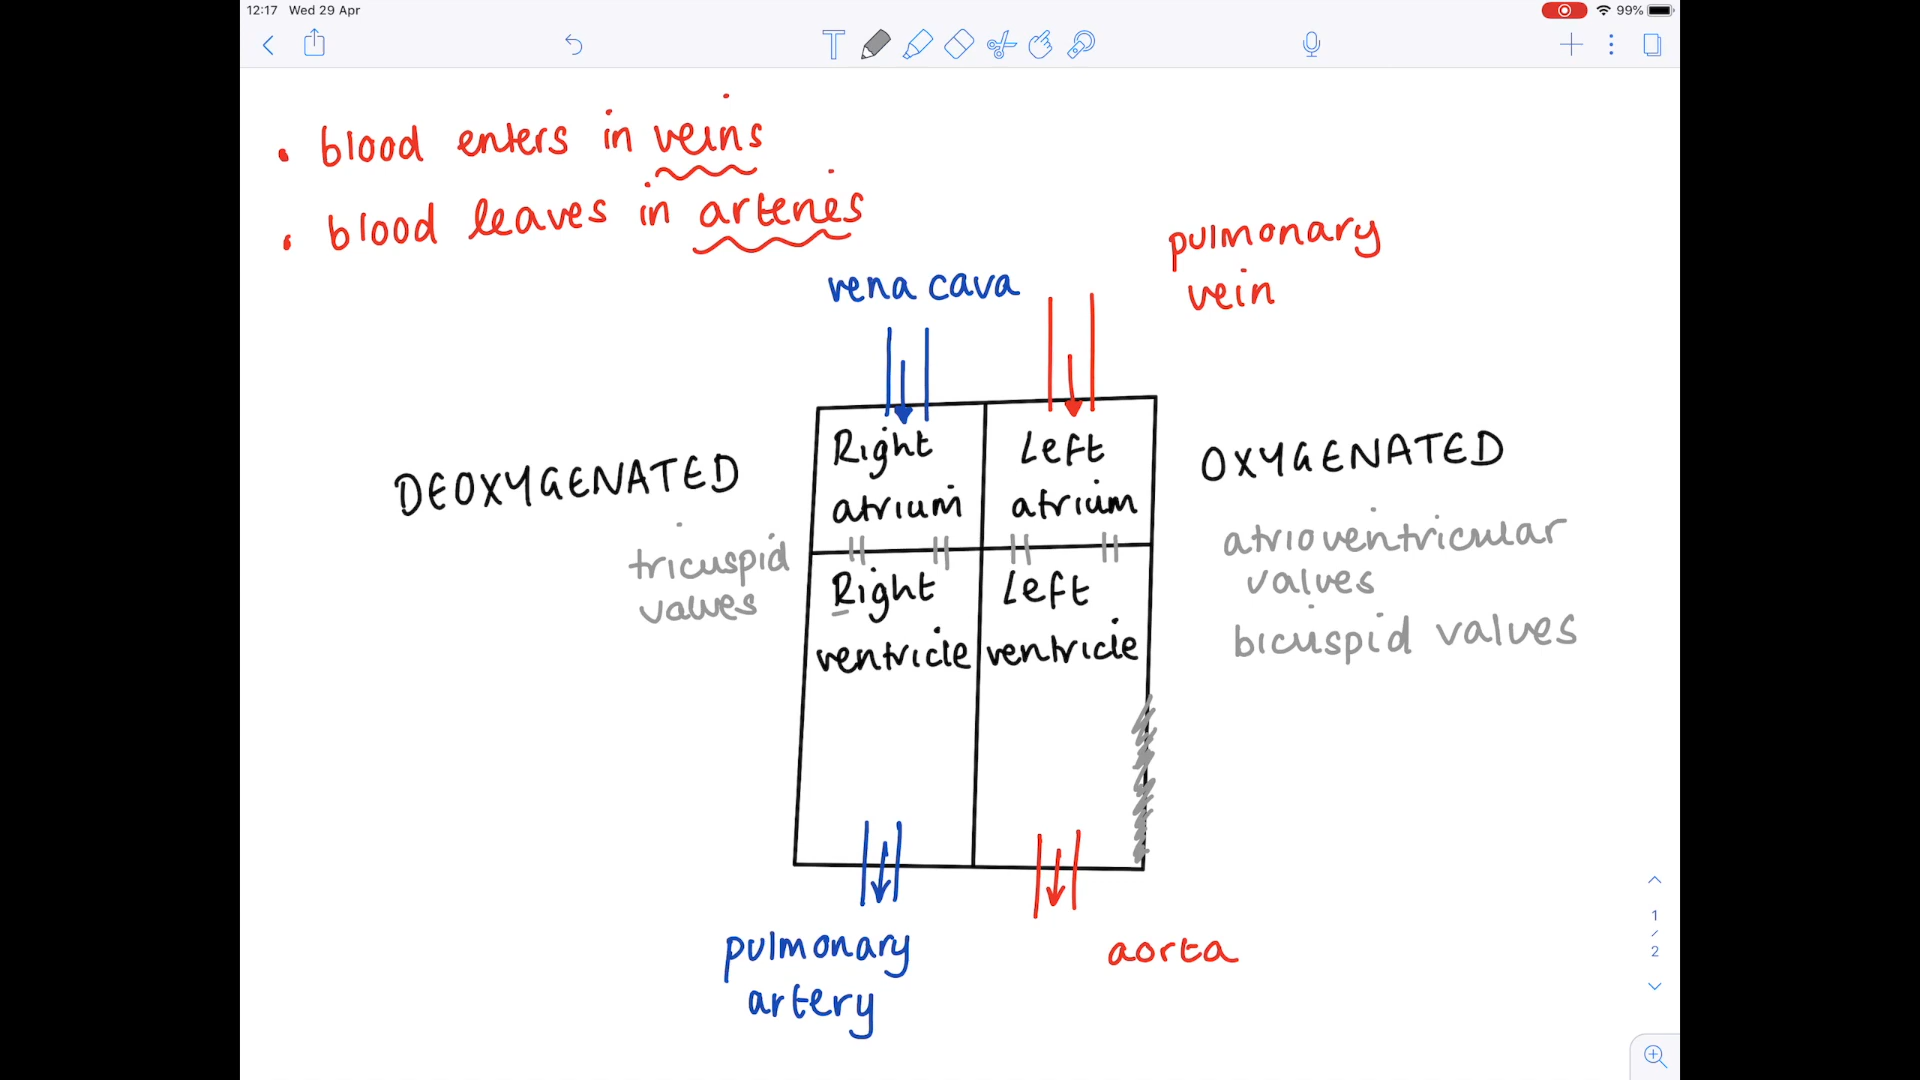 12:17 Wed 29 Apr
99%
T
• blood enters in veins
• blood leaves in arteries
pulmonary
vein
vena cava
Right
atrium
Left
atrium
DEOXYGENATED
OXYGENATED
tricuspid
valves
atrioventricular
valves
bicuspid valves
Right
ventricle
Left
ventricle
pulmonary
artery
aorta
1
/
2